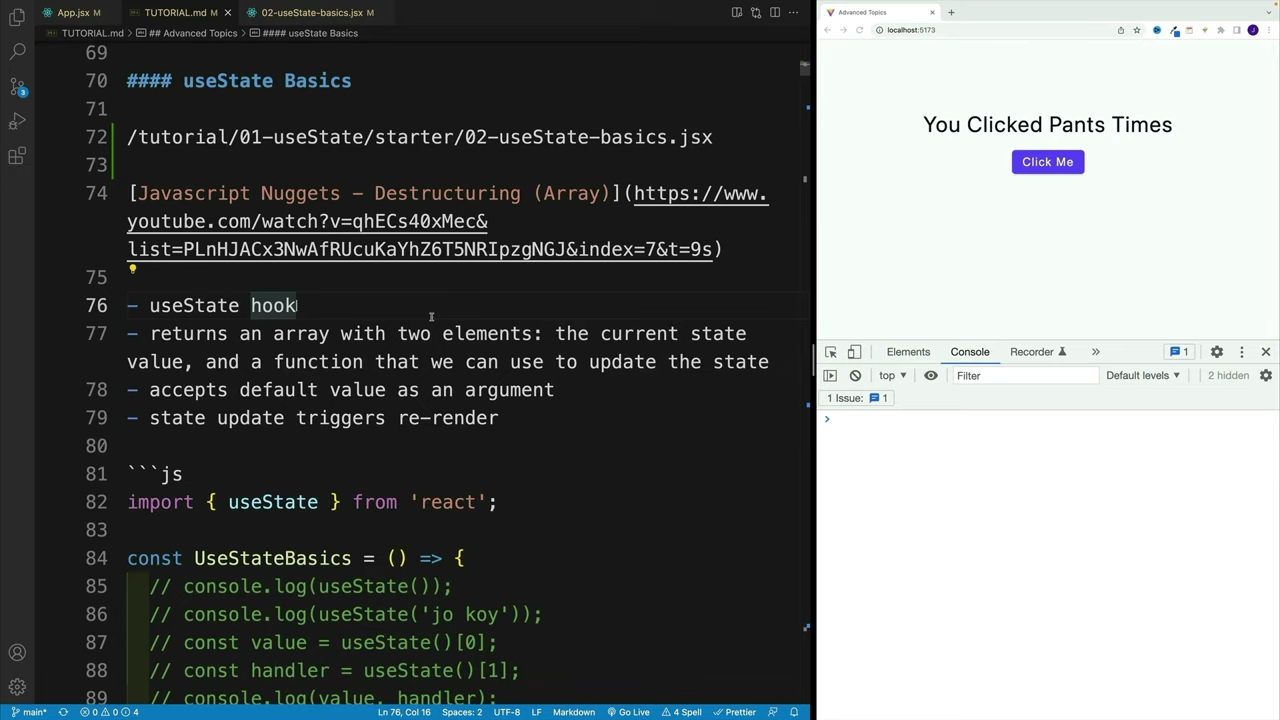 App.jsx M
TUTORIAL.md M
02-useState-basics.jsx M
TUTORIAL.md > ## Advanced
#### useState Basics
69
70 #### useState Basics
71
72 /tutorial/01-useState/starter/02-useState-basics.jsx
73
74 [Javascript Nuggets - Destructuring (Array)](https://www.
youtube.com/watch?v=qhECs40xMec&
list=PLnHJACx3NwAfRUcuKaYhZ6T5NRIpzgNGJ&index=7&t=9s)
75
76 - useState hook
77 - returns an array with two elements: the current state
value, and a function that we can use to update the state
78 - accepts default value as an argument
79 - state update triggers re-render
80
81 ```js
82 import { useState } from 'react';
83
84 const UseStateBasics = () => {
85 // console.log(useState());
86 // console.log(useState('jo koy'));
87 // const value = useState()[0];
88 // const handler = useState()[1];
89 // console.log(value, handler);
3
main* 0 0 4
Ln 76, Col 16 Spaces: 2 UTF-8 LF Markdown Go Live 4 Spell Prettier
Advanced Topics
localhost:5173
J
You Clicked Pants Times
Click Me
Elements Console Recorder » 1
top Filter Default levels 2 hidden
1 Issue: 1